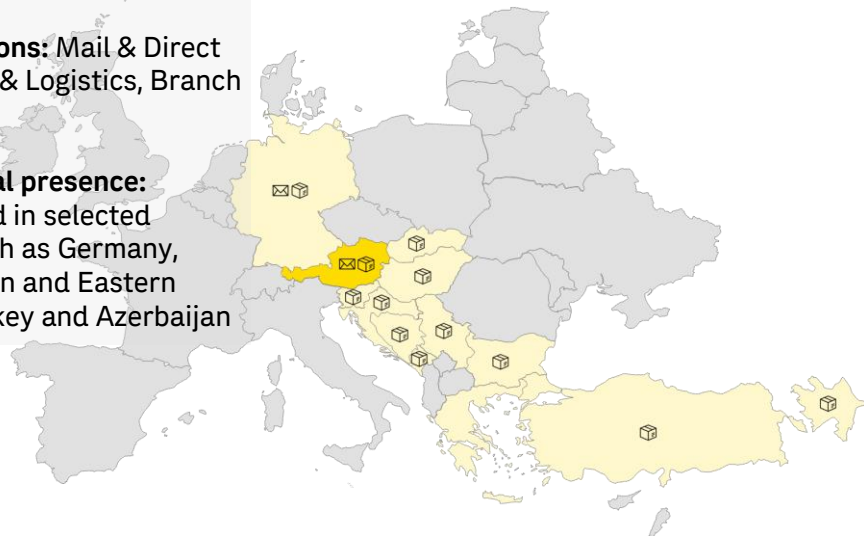 ons: Mail & Direct
& Logistics, Branch
al presence:
d in selected
h as Germany,
n and Eastern
key and Azerbaijan